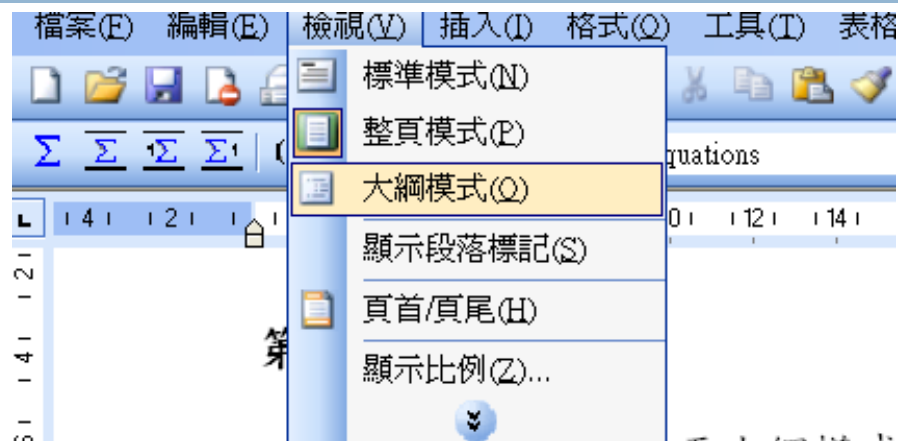 檔案(F) 編輯(E) 檢視(V) 插入(I) 格式(O) 工具(T) 表格
標準模式(N)
整頁模式(P)
Σ Σ Σ Σ quations
大綱模式(O)
4 2 12 14
顯示段落標記(S)
2
頁首/頁尾(H)
第
4
顯示比例(Z)...